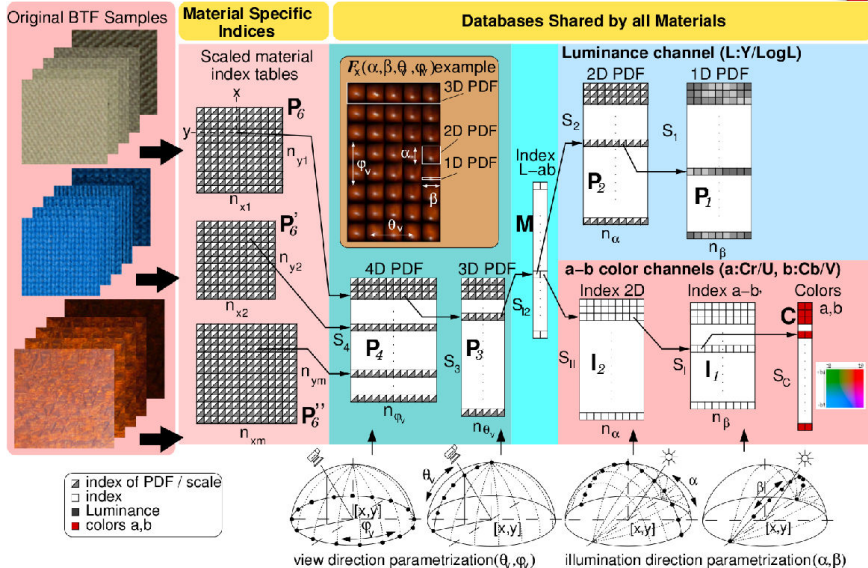 Original BTF Samples
Material Specific
Indices
Databases Shared by all Materials
Scaled material
index tables
x
y
P6
ny1
nx1
P6'
ny2
nx2
nym
P6''
nxm
Fx(α,β,θv,φv)example
3D PDF
2D PDF
1D PDF
α
φv
β
θv
4D PDF
3D PDF
S4
P4
S3
P3
nφv
nθv
Index
L-ab
M
Sl2
Luminance channel (L:Y/LogL)
2D PDF
1D PDF
S2
S1
P2
P1
nα
nβ
a-b color channels (a:Cr/U, b:Cb/V)
Index 2D
Index a-b
Colors
a,b
C
SII
I2
SI
I1
SC
nα
nβ
index of PDF / scale
index
Luminance
colors a,b
[x,y]
φv
θv
[x,y]
α
[x,y]
β
[x,y]
view direction parametrization(θv,φv)
illumination direction parametrization(α,β)